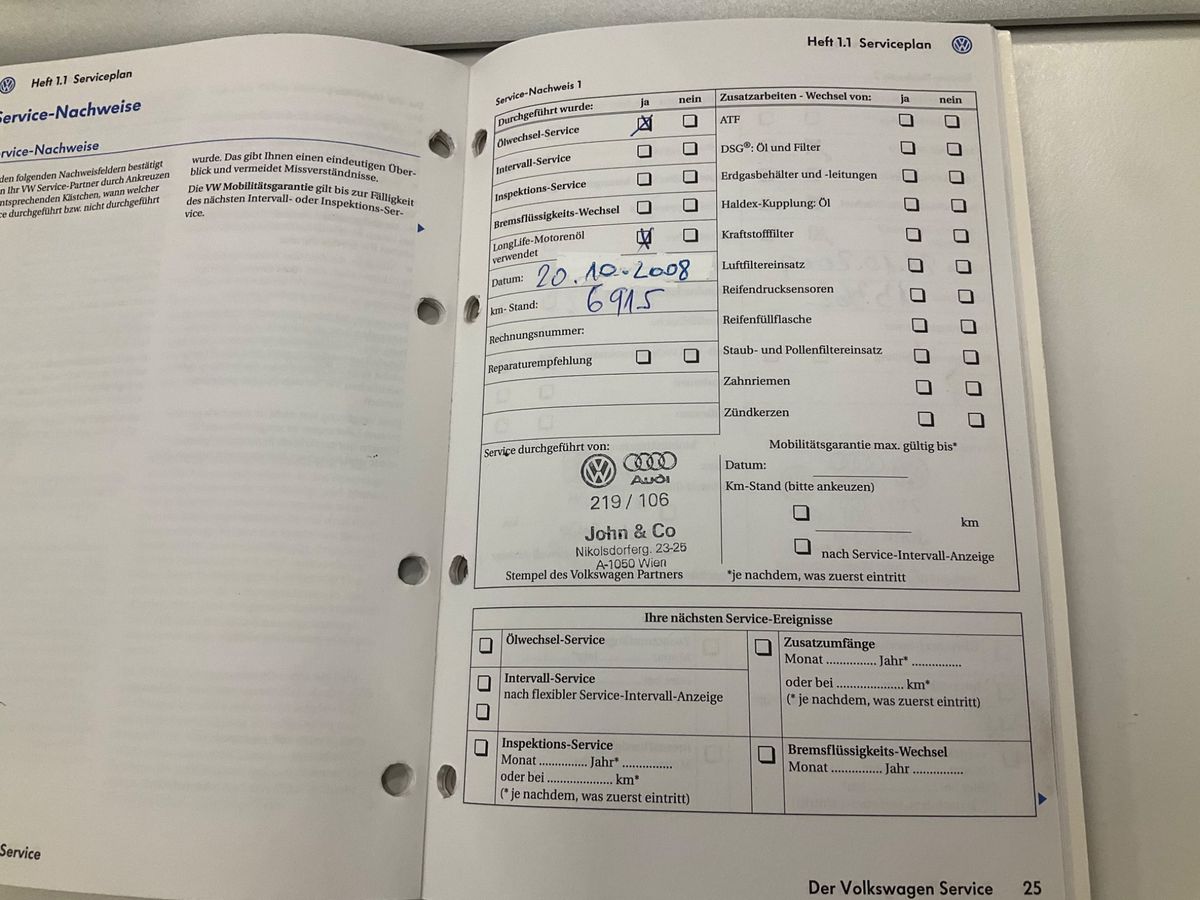 Heft 1.1 Serviceplan
Service-Nachweise
rvice-Nachweise
den folgenden Nachweisfeldern bestätigt
n Ihr VW Service-Partner durch Ankreuzen
ntsprechenden Kästchen, wann welcher
ce durchgeführt bzw. nicht durchgeführt
wurde. Das gibt Ihnen einen eindeutigen Über-
blick und vermeidet Missverständnisse.
Die VW Mobilitätsgarantie gilt bis zur Fälligkeit
des nächsten Intervall- oder Inspektions-Ser-
vice.
Service
Heft 1.1 Serviceplan
Service-Nachweis 1
Durchgeführt wurde: ja nein
Ölwechsel-Service
Intervall-Service
Inspektions-Service
Bremsflüssigkeits-Wechsel
LongLife-Motorenöl
verwendet
Datum: 20.10.2008
km- Stand: 6915
Rechnungsnummer:
Reparaturempfehlung
Zusatzarbeiten - Wechsel von: ja nein
ATF
DSG®: Öl und Filter
Erdgasbehälter und -leitungen
Haldex-Kupplung: Öl
Kraftstofffilter
Luftfiltereinsatz
Reifendrucksensoren
Reifenfüllflasche
Staub- und Pollenfiltereinsatz
Zahnriemen
Zündkerzen
Service durchgeführt von:
Audi
219 / 106
John & Co
Nikolsdorferg. 23-25
A-1050 Wien
Stempel des Volkswagen Partners
Mobilitätsgarantie max. gültig bis*
Datum:
Km-Stand (bitte ankeuzen)
km
nach Service-Intervall-Anzeige
*je nachdem, was zuerst eintritt
Ihre nächsten Service-Ereignisse
Ölwechsel-Service
Intervall-Service
nach flexibler Service-Intervall-Anzeige
Inspektions-Service
Monat .............. Jahr* ..............
oder bei .................... km*
(* je nachdem, was zuerst eintritt)
Zusatzumfänge
Monat .............. Jahr* ..............
oder bei .................... km*
(* je nachdem, was zuerst eintritt)
Bremsflüssigkeits-Wechsel
Monat .............. Jahr ..............
Der Volkswagen Service 25